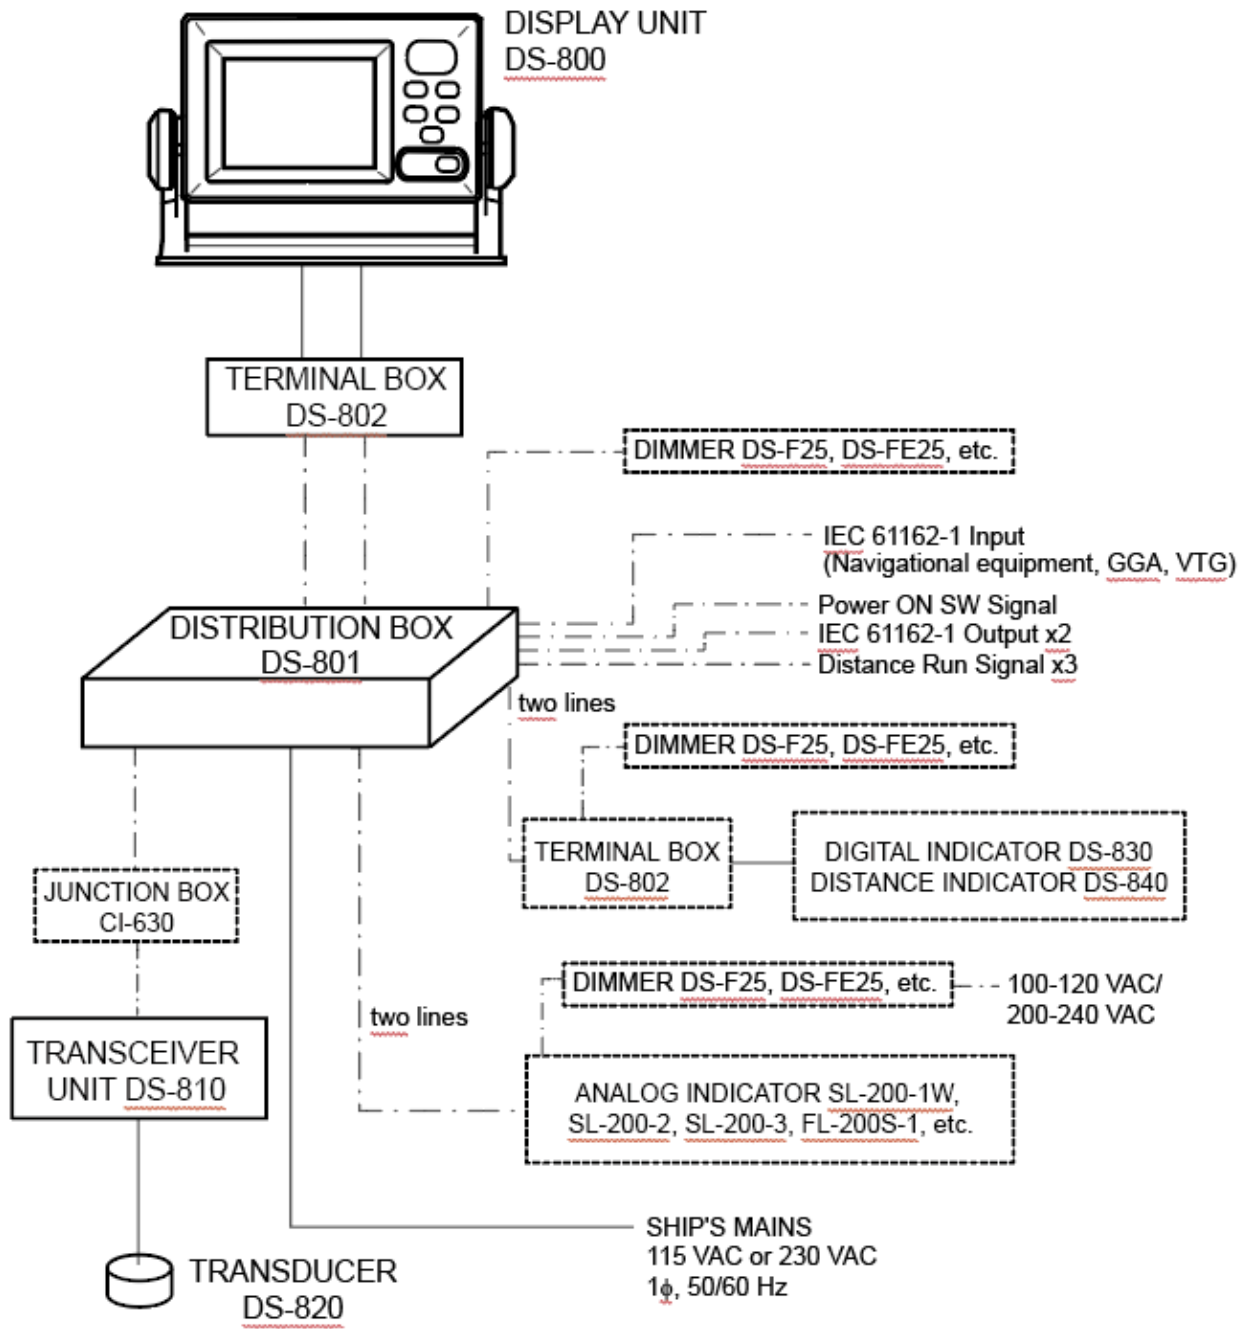 DISPLAY UNIT
DS-800
TERMINAL BOX
DS-802
DIMMER DS-F25, DS-FE25, etc.
IEC 61162-1 Input
(Navigational equipment, GGA, VTG)
Power ON SW Signal
IEC 61162-1 Output x2
Distance Run Signal x3
DISTRIBUTION BOX
DS-801
two lines
DIMMER DS-F25, DS-FE25, etc.
TERMINAL BOX
DS-802
DIGITAL INDICATOR DS-830
DISTANCE INDICATOR DS-840
JUNCTION BOX
CI-630
DIMMER DS-F25, DS-FE25, etc.
100-120 VAC/
200-240 VAC
two lines
TRANSCEIVER
UNIT DS-810
ANALOG INDICATOR SL-200-1W,
SL-200-2, SL-200-3, FL-200S-1, etc.
SHIP'S MAINS
115 VAC or 230 VAC
1ϕ, 50/60 Hz
TRANSDUCER
DS-820